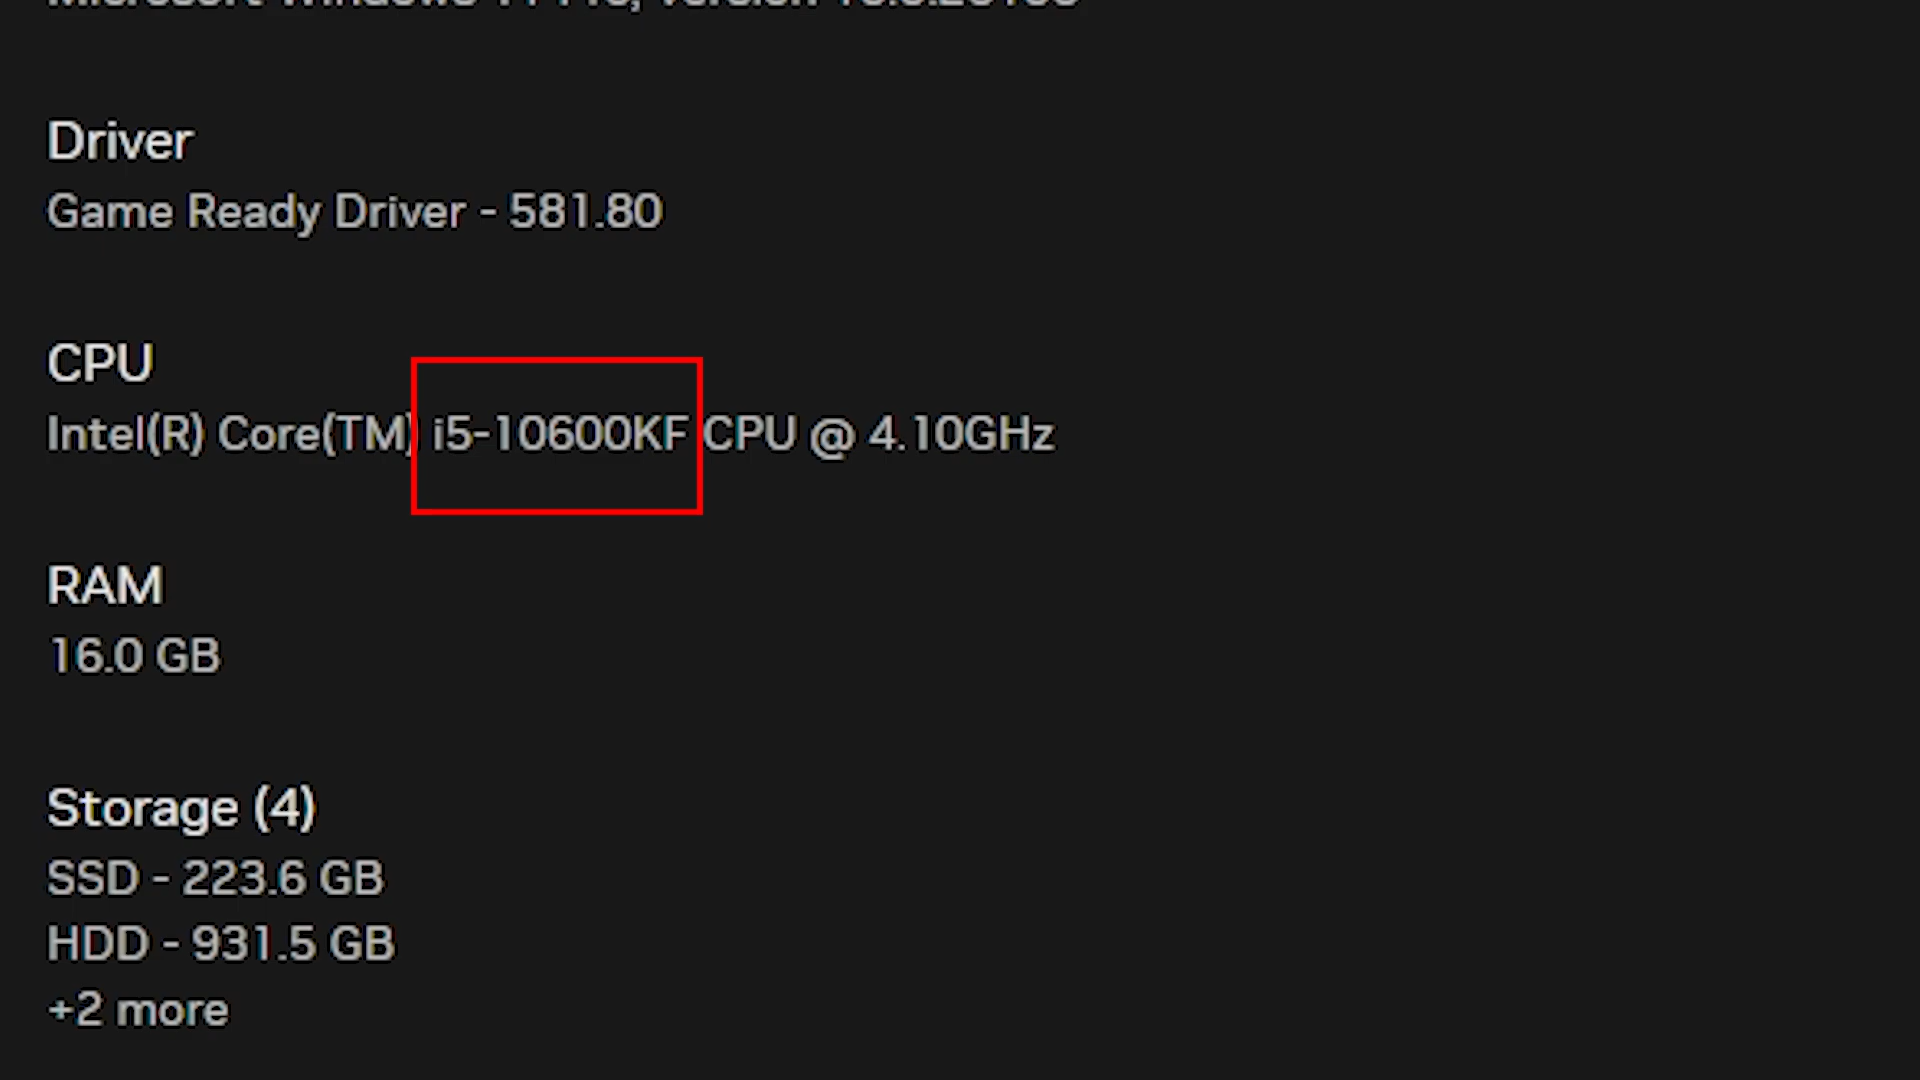 Driver
Game Ready Driver - 581.80
CPU
Intel(R) Core(TM) i5-10600KF CPU @ 4.10GHz
RAM
16.0 GB
Storage (4)
SSD - 223.6 GB
HDD - 931.5 GB
+2 more